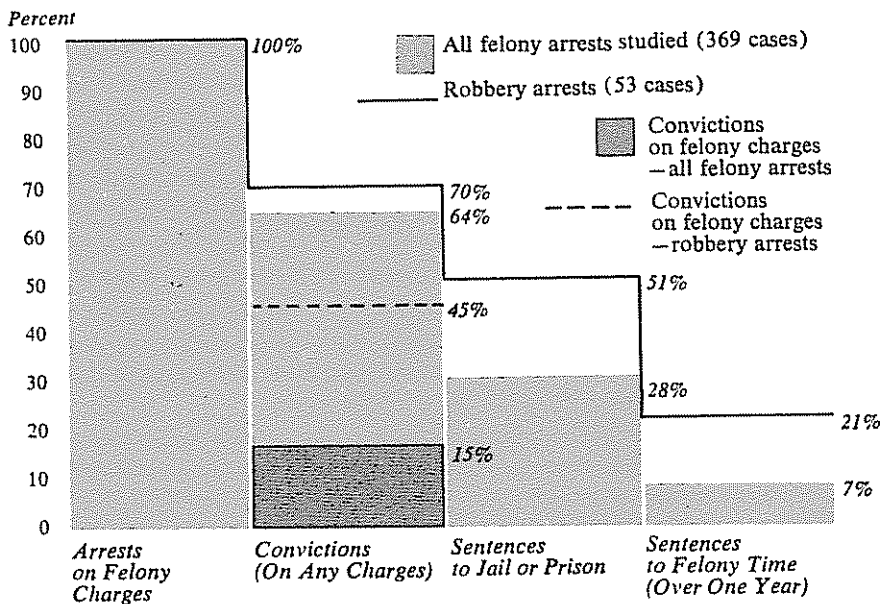 Percent
100
90
80
70
60
50
40
30
20
10
0
100%
All felony arrests studied (369 cases)
Robbery arrests (53 cases)
Convictions
on felony charges
—all felony arrests
Convictions
on felony charges
—robbery arrests
70%
64%
45%
15%
51%
28%
21%
7%
Arrests
on Felony
Charges
Convictions
(On Any Charges)
Sentences
to Jail or Prison
Sentences
to Felony Time
(Over One Year)